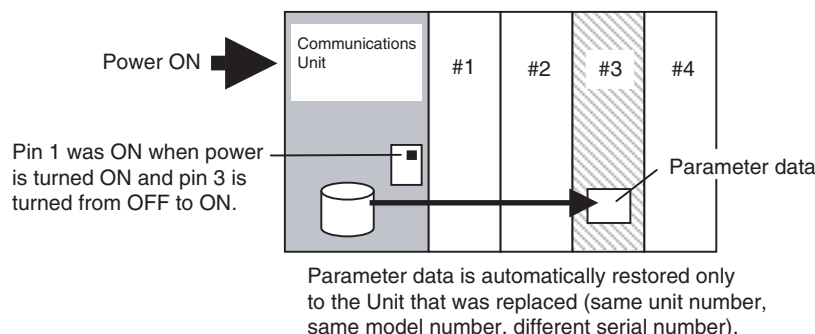 Power ON
Communications
Unit
#1
#2
#3
#4
Pin 1 was ON when power
is turned ON and pin 3 is
turned from OFF to ON.
Parameter data
Parameter data is automatically restored only
to the Unit that was replaced (same unit number,
same model number, different serial number).